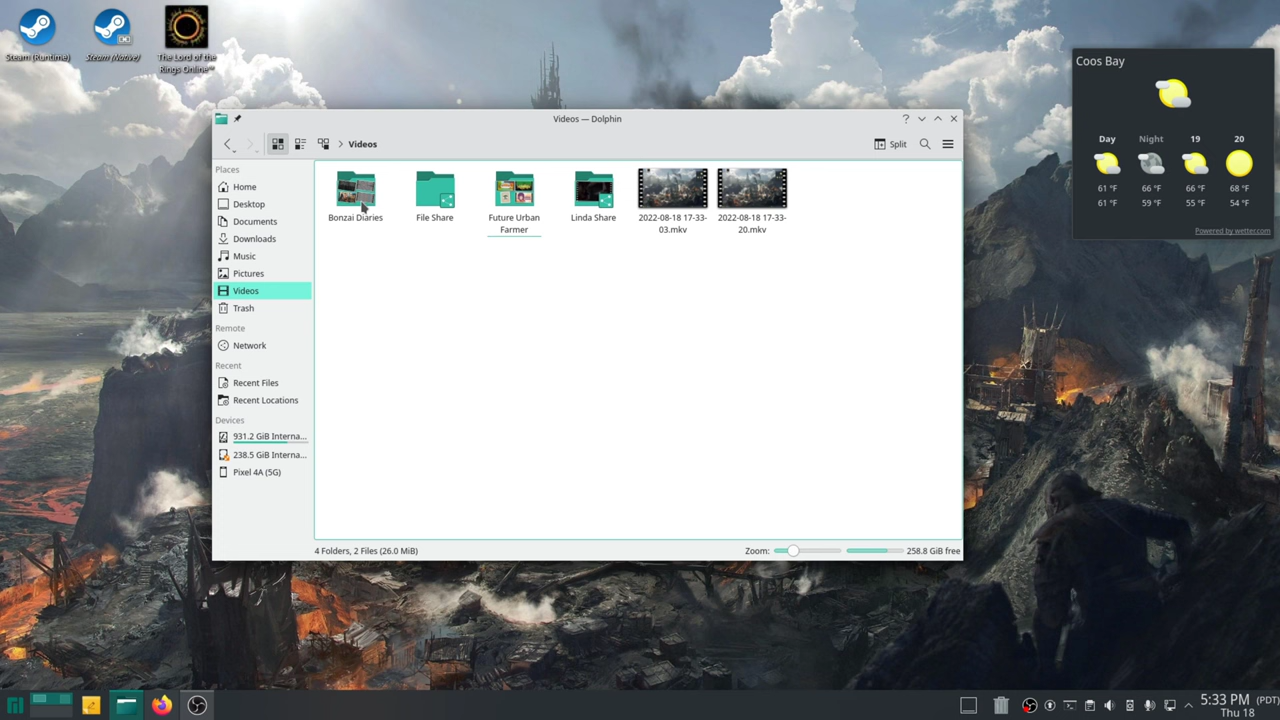 Steam (Runtime)
Steam (Native)
The Lord of the
Rings Online™
Videos — Dolphin
Videos
Split
Places
Home
Desktop
Documents
Downloads
Music
Pictures
Videos
Trash
Remote
Network
Recent
Recent Files
Recent Locations
Devices
931.2 GiB Interna...
238.5 GiB Interna...
Pixel 4A (5G)
Bonzai Diaries
File Share
Future Urban
Farmer
Linda Share
2022-08-18 17-33-
03.mkv
2022-08-18 17-33-
20.mkv
4 Folders, 2 Files (26.0 MiB)
Zoom:
258.8 GiB free
Coos Bay
Day Night 19 20
61 °F 66 °F 66 °F 68 °F
61 °F 59 °F 55 °F 54 °F
Powered by wetter.com
5:33 PM (PDT)
Thu 18